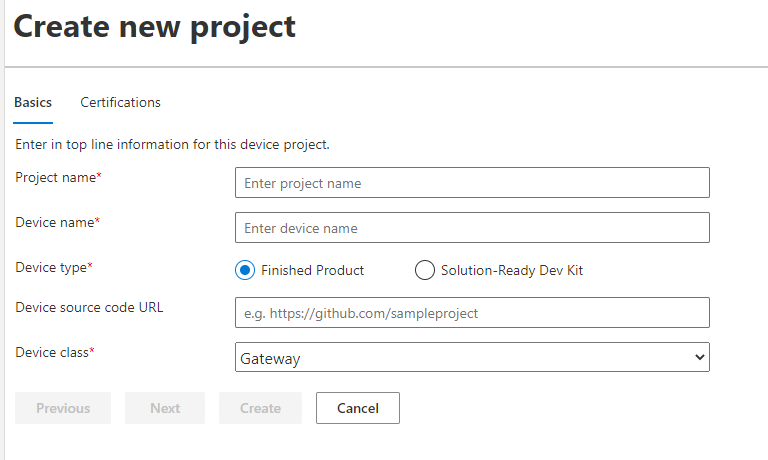 Create new project
Basics Certifications
Enter in top line information for this device project.
Project name* Enter project name
Device name* Enter device name
Device type* Finished Product Solution-Ready Dev Kit
Device source code URL e.g. https://github.com/sampleproject
Device class* Gateway
Previous Next Create Cancel